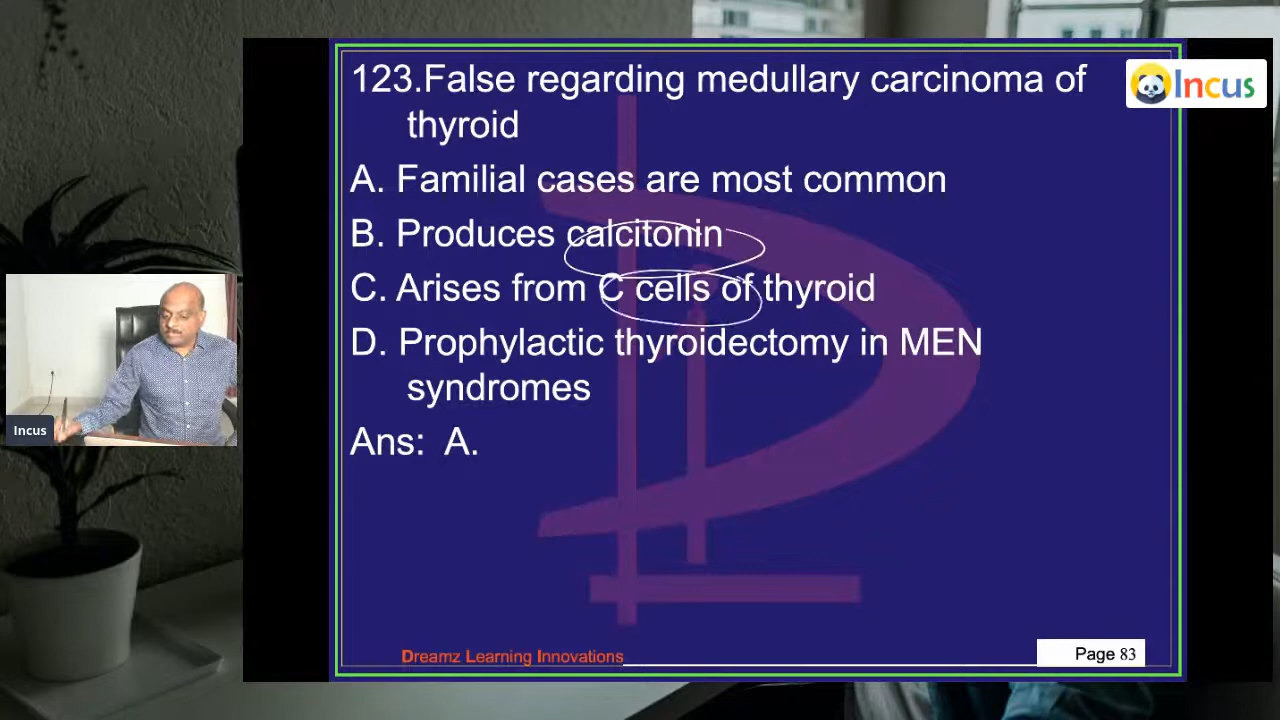 123.False regarding medullary carcinoma of
thyroid
A. Familial cases are most common
B. Produces calcitonin
C. Arises from C cells of thyroid
D. Prophylactic thyroidectomy in MEN
syndromes
Ans: A.
Dreamz Learning Innovations
Page 83
Incus
Incus